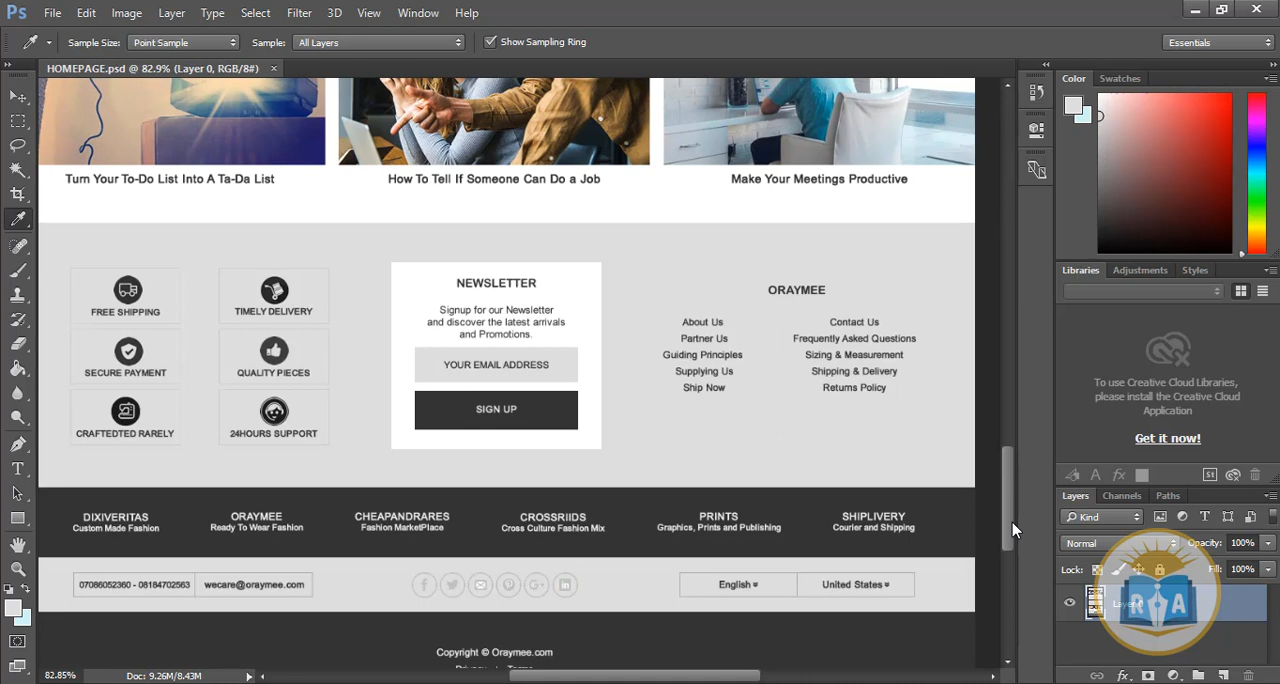 Ps File Edit Image Layer Type Select Filter 3D View Window Help
Sample Size: Point Sample Sample: All Layers Show Sampling Ring Essentials
HOMEPAGE.psd @ 82.9% (Layer 0, RGB/8#) ×
Color Swatches
Turn Your To-Do List Into A Ta-Da List
How To Tell If Someone Can Do a Job
Make Your Meetings Productive
FREE SHIPPING
TIMELY DELIVERY
SECURE PAYMENT
QUALITY PIECES
CRAFTEDTED RARELY
24HOURS SUPPORT
NEWSLETTER
Signup for our Newsletter
and discover the latest arrivals
and Promotions.
YOUR EMAIL ADDRESS
SIGN UP
ORAYMEE
About Us
Partner Us
Guiding Principles
Supplying Us
Ship Now
Contact Us
Frequently Asked Questions
Sizing & Measurement
Shipping & Delivery
Returns Policy
DIXIVERITAS
Custom Made Fashion
ORAYMEE
Ready To Wear Fashion
CHEAPANDRARES
Fashion MarketPlace
CROSSRIIDS
Cross Culture Fashion Mix
PRINTS
Graphics, Prints and Publishing
SHIPLIVERY
Courier and Shipping
07086052360 - 08184702563
wecare@oraymee.com
English
United States
Copyright © Oraymee.com
82.85% Doc: 9.26M/8.43M
Libraries Adjustments Styles
To use Creative Cloud Libraries,
please install the Creative Cloud
Application
Get it now!
Layers Channels Paths
Kind
Normal Opacity: 100%
Lock: Fill: 100%
R A